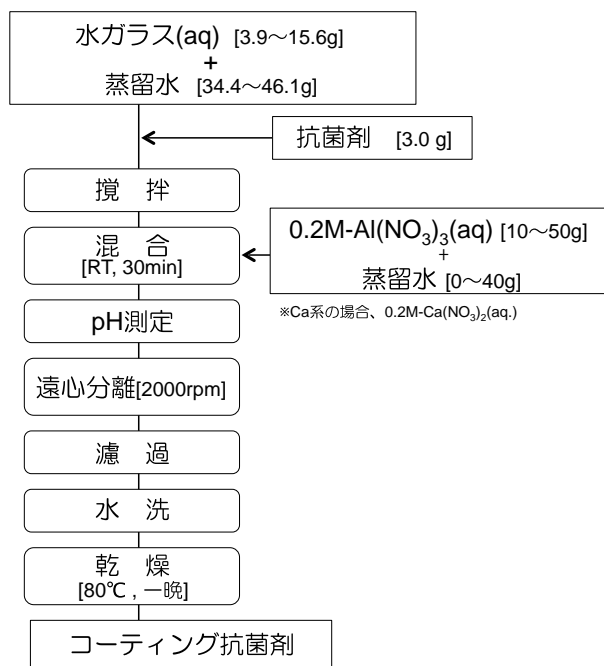 水ガラス(aq) [3.9～15.6g]
+
蒸留水 [34.4～46.1g]
抗菌剤 [3.0 g]
攪 拌
混 合
[RT, 30min]
0.2M-Al(NO3)3(aq) [10～50g]
+
蒸留水 [0～40g]
※Ca系の場合、0.2M-Ca(NO3)2(aq.)
pH測定
遠心分離[2000rpm]
濾 過
水 洗
乾 燥
[80℃ , 一晩]
コーティング抗菌剤